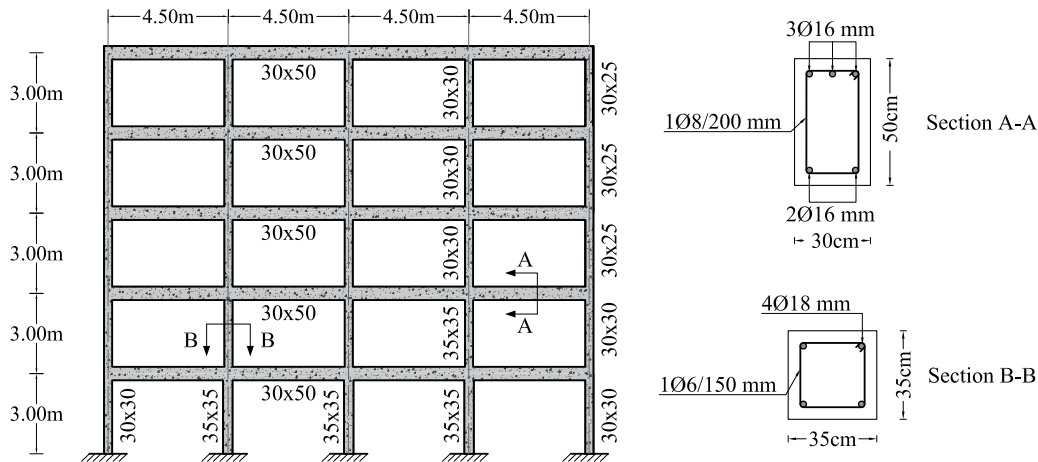 4.50m 4.50m 4.50m 4.50m
3.00m
3.00m
3.00m
3.00m
3.00m
30x50
30x30
30x25
30x50
30x30
30x25
30x50
30x30
30x25
A
A
B B
30x50
35x35
30x30
30x30
35x35
30x50
35x35
35x35
30x30
3Ø16 mm
1Ø8/200 mm
50cm
Section A-A
2Ø16 mm
30cm
4Ø18 mm
1Ø6/150 mm
35cm
Section B-B
35cm